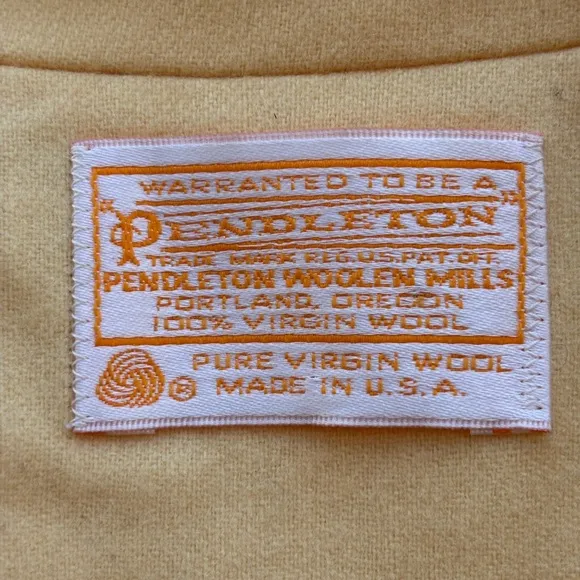 WARRANTED TO BE A
"PENDLETON"
TRADE MARK REG. U.S. PAT. OFF.
PENDLETON WOOLEN MILLS
PORTLAND, OREGON
100% VIRGIN WOOL
® PURE VIRGIN WOOL
MADE IN U.S.A.